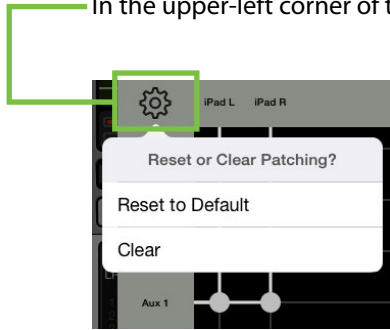 In the upper-left corner of t
iPad L iPad R
Reset or Clear Patching?
Reset to Default
Clear
Aux 1